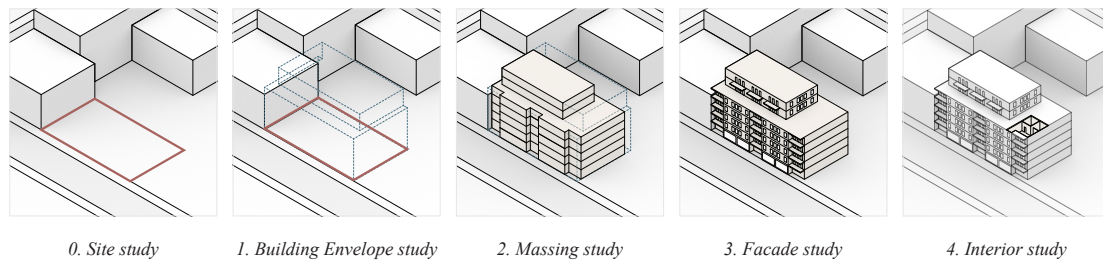 0. Site study
1. Building Envelope study
2. Massing study
3. Facade study
4. Interior study